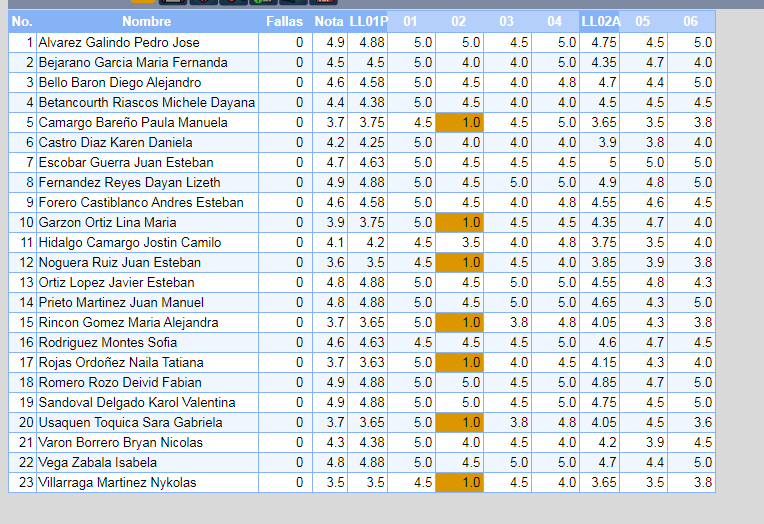 No. Nombre Fallas Nota LL01P 01 02 03 04 LL02A 05 06
1 Alvarez Galindo Pedro Jose 0 4.9 4.88 5.0 5.0 4.5 5.0 4.75 4.5 5.0
2 Bejarano Garcia Maria Fernanda 0 4.5 4.5 5.0 4.0 4.0 5.0 4.35 4.7 4.0
3 Bello Baron Diego Alejandro 0 4.6 4.58 5.0 4.5 4.0 4.8 4.7 4.4 5.0
4 Betancourth Riascos Michele Dayana 0 4.4 4.38 5.0 4.5 4.0 4.0 4.5 4.5 4.5
5 Camargo Bareño Paula Manuela 0 3.7 3.75 4.5 1.0 4.5 5.0 3.65 3.5 3.8
6 Castro Diaz Karen Daniela 0 4.2 4.25 5.0 4.0 4.0 4.0 3.9 3.8 4.0
7 Escobar Guerra Juan Esteban 0 4.7 4.63 5.0 4.5 4.5 4.5 5 5.0 5.0
8 Fernandez Reyes Dayan Lizeth 0 4.9 4.88 5.0 4.5 5.0 5.0 4.9 4.8 5.0
9 Forero Castiblanco Andres Esteban 0 4.6 4.58 5.0 4.5 4.0 4.8 4.55 4.6 4.5
10 Garzon Ortiz Lina Maria 0 3.9 3.75 5.0 1.0 4.5 4.5 4.35 4.7 4.0
11 Hidalgo Camargo Jostin Camilo 0 4.1 4.2 4.5 3.5 4.0 4.8 3.75 3.5 4.0
12 Noguera Ruiz Juan Esteban 0 3.6 3.5 4.5 1.0 4.5 4.0 3.85 3.9 3.8
13 Ortiz Lopez Javier Esteban 0 4.8 4.88 5.0 4.5 5.0 5.0 4.55 4.8 4.3
14 Prieto Martinez Juan Manuel 0 4.8 4.88 5.0 4.5 5.0 5.0 4.65 4.3 5.0
15 Rincon Gomez Maria Alejandra 0 3.7 3.65 5.0 1.0 3.8 4.8 4.05 4.3 3.8
16 Rodriguez Montes Sofia 0 4.6 4.63 4.5 4.5 4.5 5.0 4.6 4.7 4.5
17 Rojas Ordoñez Naila Tatiana 0 3.7 3.63 5.0 1.0 4.0 4.5 4.15 4.3 4.0
18 Romero Rozo Deivid Fabian 0 4.9 4.88 5.0 5.0 4.5 5.0 4.85 4.7 5.0
19 Sandoval Delgado Karol Valentina 0 4.9 4.88 5.0 5.0 4.5 5.0 4.75 4.5 5.0
20 Usaquen Toquica Sara Gabriela 0 3.7 3.65 5.0 1.0 3.8 4.8 4.05 4.5 3.6
21 Varon Borrero Bryan Nicolas 0 4.3 4.38 5.0 4.0 4.5 4.0 4.2 3.9 4.5
22 Vega Zabala Isabela 0 4.8 4.88 5.0 4.5 5.0 5.0 4.7 4.4 5.0
23 Villarraga Martinez Nykolas 0 3.5 3.5 4.5 1.0 4.5 4.0 3.65 3.5 3.8